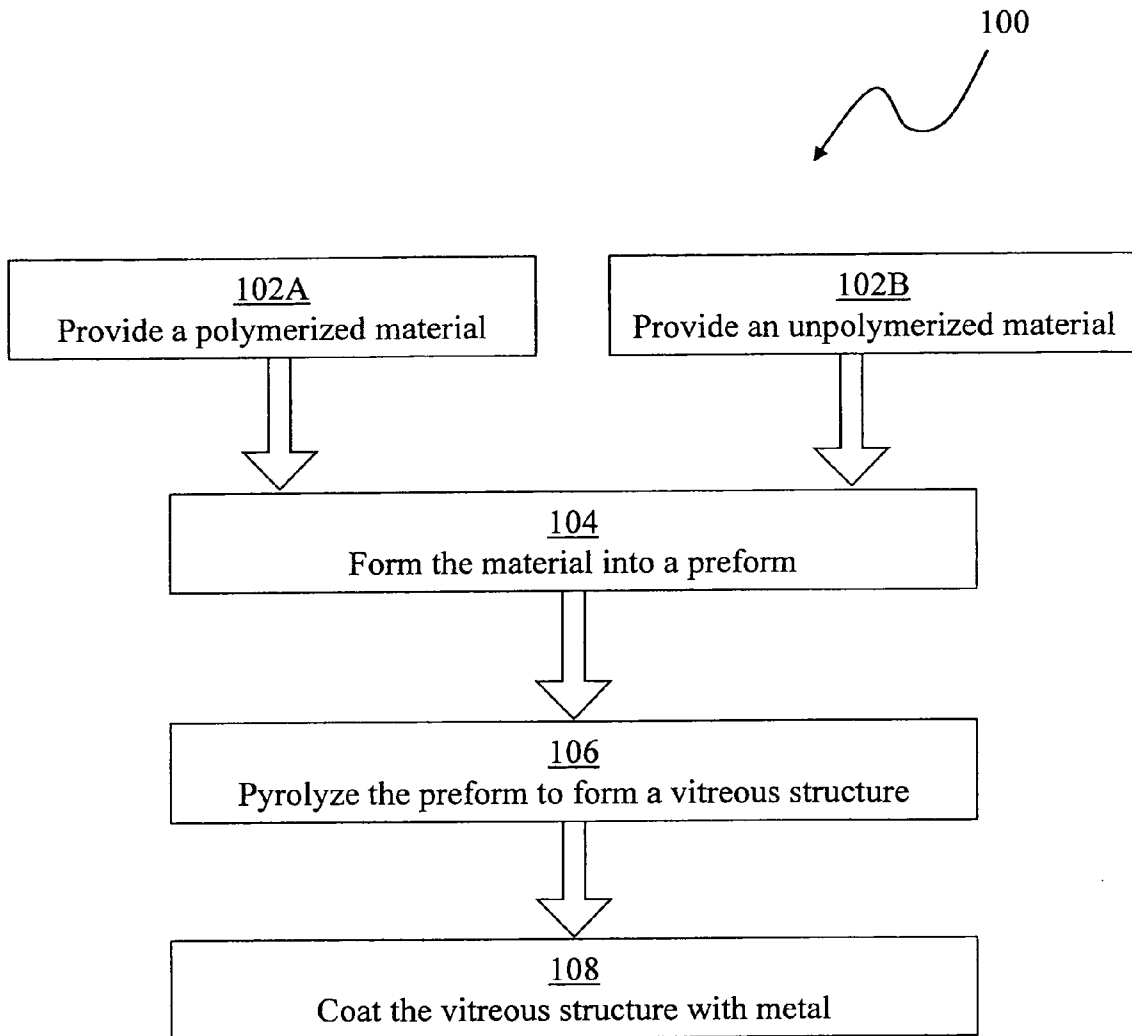 100
102A
Provide a polymerized material
102B
Provide an unpolymerized material
104
Form the material into a preform
106
Pyrolyze the preform to form a vitreous structure
108
Coat the vitreous structure with metal